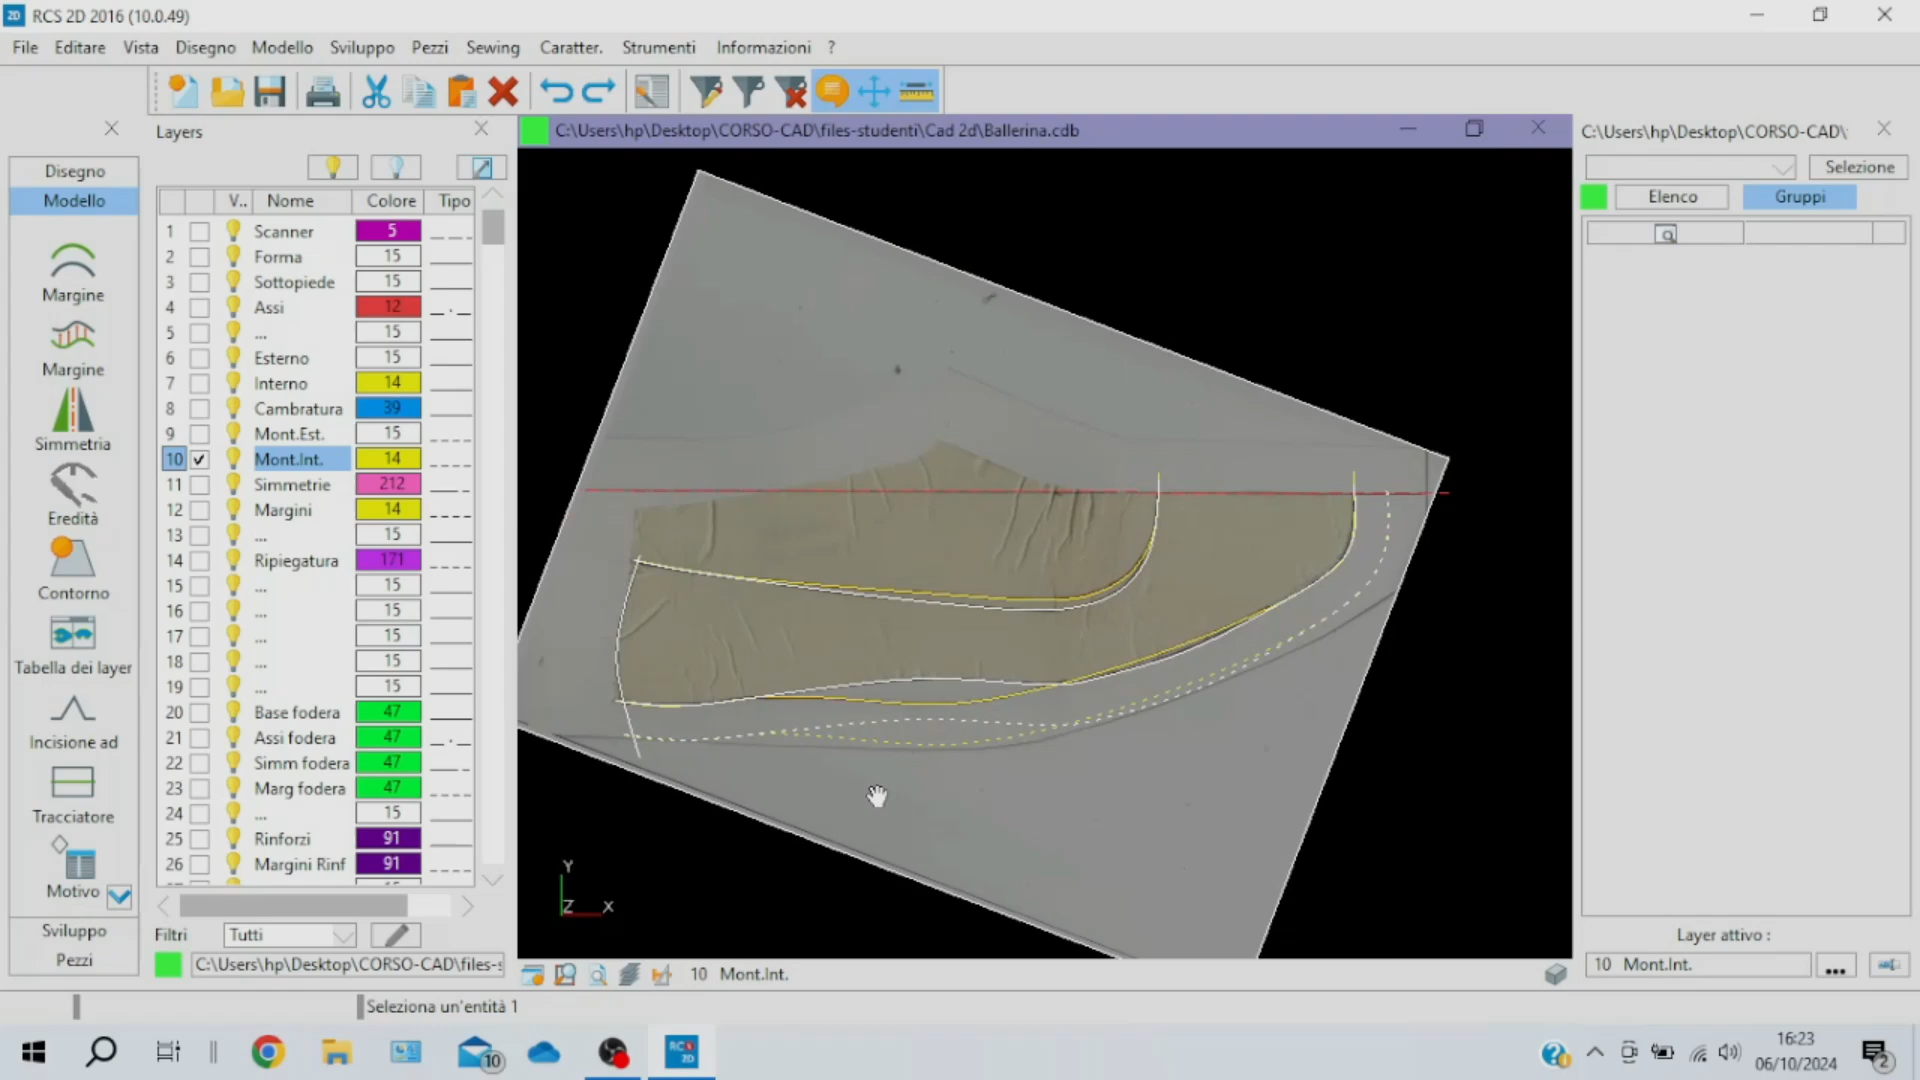 RCS 2D 2016 (10.0.49)
File Editare Vista Disegno Modello Sviluppo Pezzi Sewing Caratter. Strumenti Informazioni ?
Layers
C:\Users\hp\Desktop\CORSO-CAD\files-studenti\Cad 2d\Ballerina.cdb
C:\Users\hp\Desktop\CORSO-CAD\
Disegno
Modello
Margine
Margine
Simmetria
Eredità
Contorno
Tabella dei layer
Incisione ad
Tracciatore
Motivo
Sviluppo
Pezzi
V.. Nome Colore Tipo
1 Scanner 5
2 Forma 15
3 Sottopiede 15
4 Assi 12
5 ... 15
6 Esterno 15
7 Interno 14
8 Cambratura 39
9 Mont.Est. 15
10 Mont.Int. 14
11 Simmetrie 212
12 Margini 14
13 ... 15
14 Ripiegatura 171
15 ... 15
16 ... 15
17 ... 15
18 ... 15
19 ... 15
20 Base fodera 47
21 Assi fodera 47
22 Simm fodera 47
23 Marg fodera 47
24 ... 15
25 Rinforzi 91
26 Margini Rinf 91
Filtri Tutti
C:\Users\hp\Desktop\CORSO-CAD\files-s
Y
Z X
10 Mont.Int.
Selezione
Elenco Gruppi
Layer attivo :
10 Mont.Int. ...
Seleziona un'entità 1
10
RCS
2D
16:23
06/10/2024
2